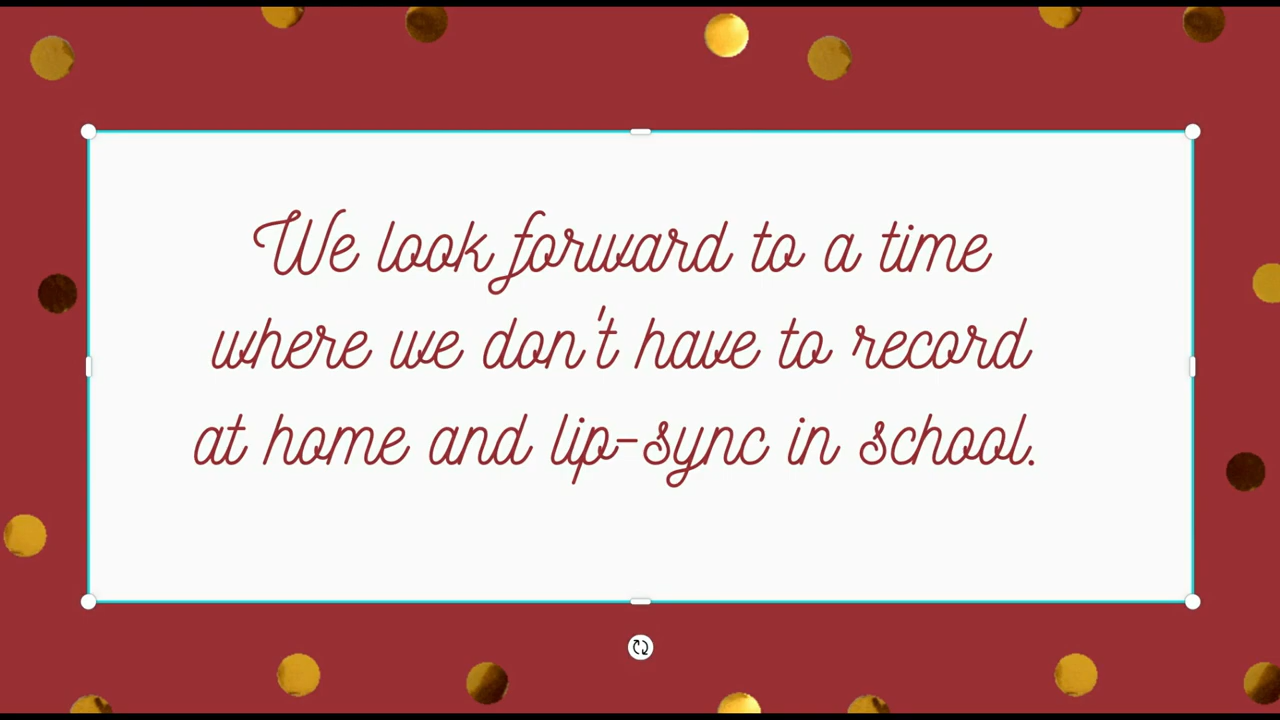 We look forward to a time
where we don't have to record
at home and lip-sync in school.